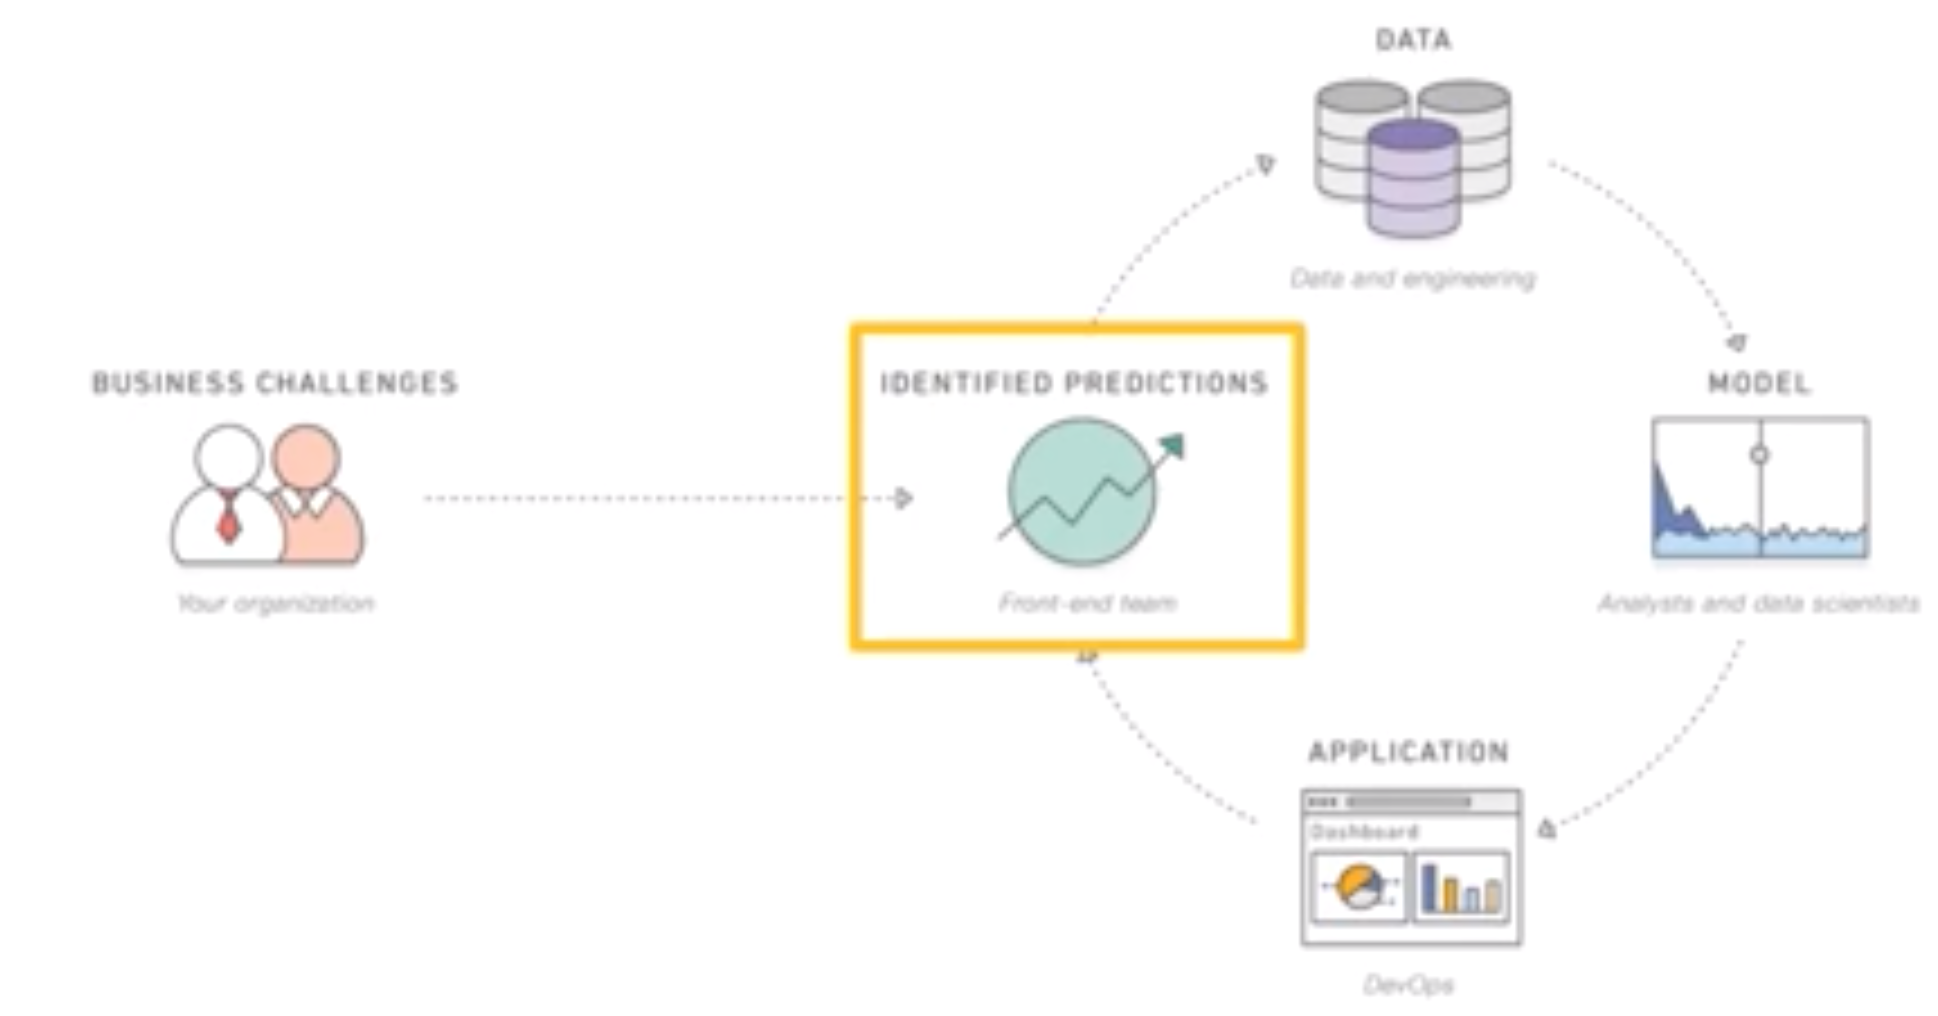 DATA
Data and engineering
BUSINESS CHALLENGES
Your organization
IDENTIFIED PREDICTIONS
Front-end team
MODEL
Analysts and data scientists
APPLICATION
Dashboard
DevOps